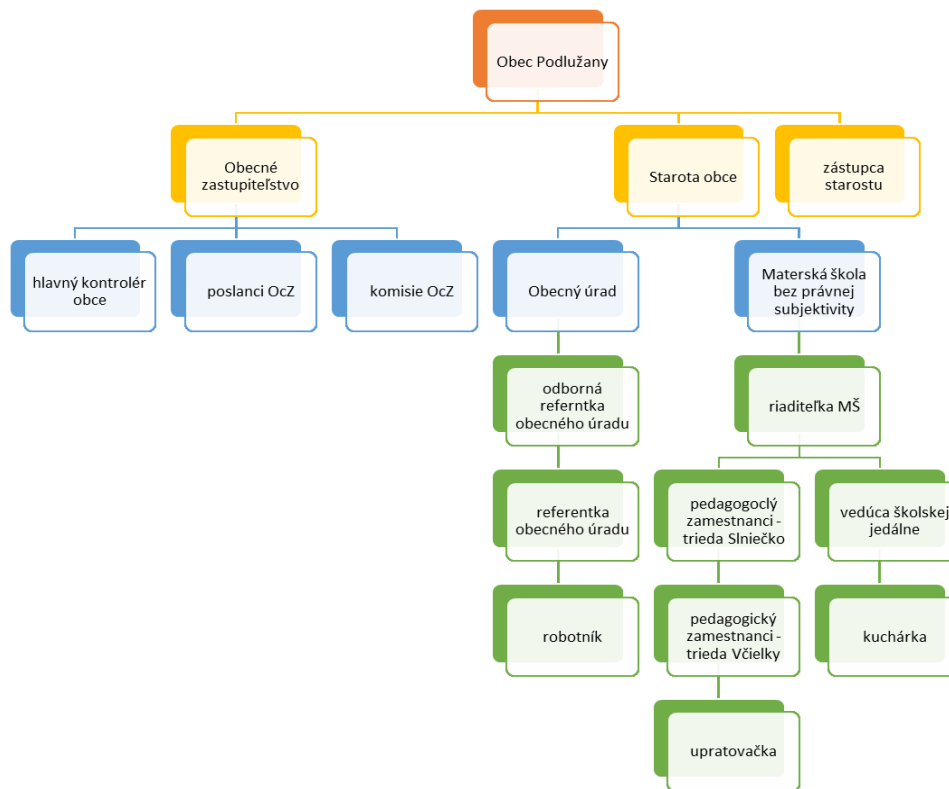 Obec Podlužany
Obecné
zastupiteľstvo
Starota obce
zástupca
starostu
hlavný kontrolér
obce
poslanci OcZ
komisie OcZ
Obecný úrad
Materská škola
bez právnej
subjektivity
odborná
referntka
obecného úradu
riaditeľka MŠ
referentka
obecného úradu
pedagogoclý
zamestnanci -
trieda Slniečko
vedúca školskej
jedálne
robotník
pedagogický
zamestnanci -
trieda Včielky
kuchárka
upratovačka